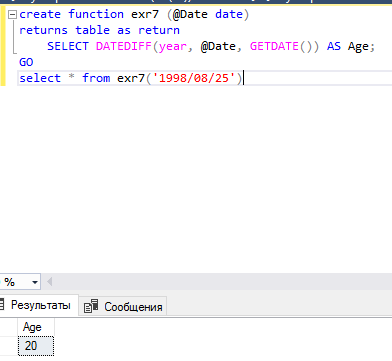 create function exr7 (@Date date)
returns table as return
SELECT DATEDIFF(year, @Date, GETDATE()) AS Age;
GO
select * from exr7('1998/08/25')
%
Результаты Сообщения
Age
20